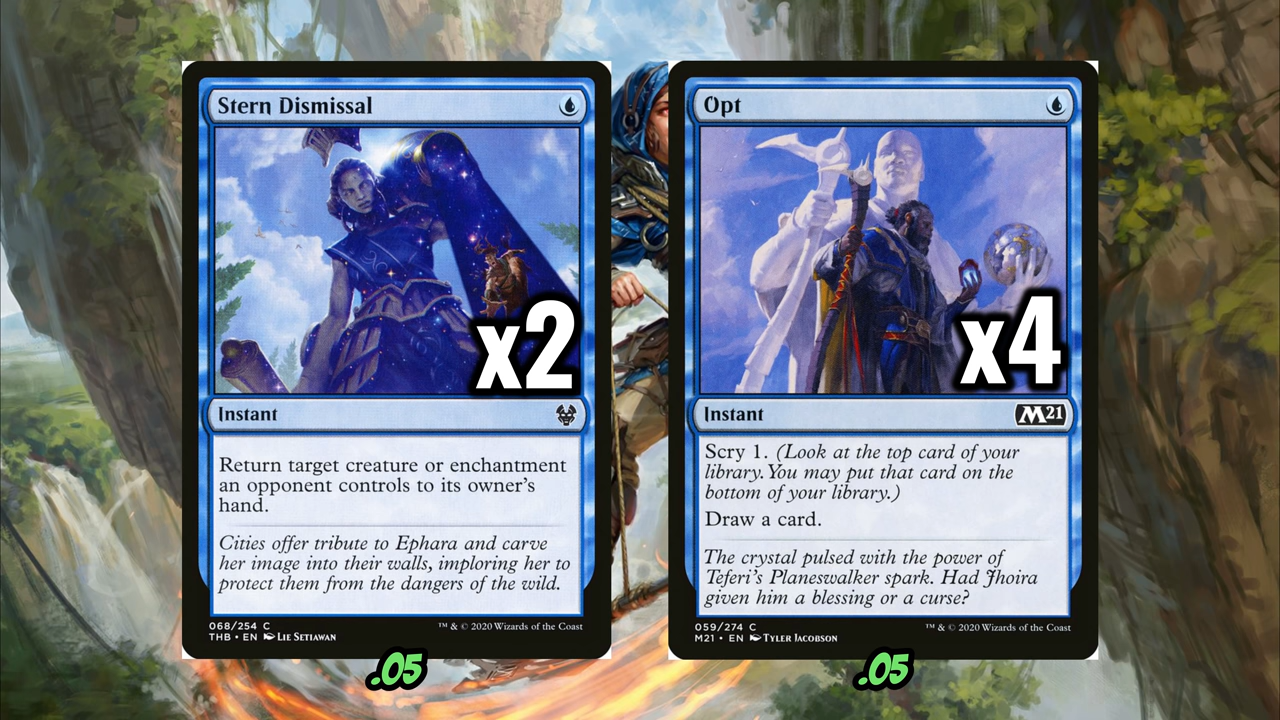 Stern Dismissal
x2
Instant
Return target creature or enchantment
an opponent controls to its owner's
hand.
Cities offer tribute to Ephara and carve
her image into their walls, imploring her to
protect them from the dangers of the wild.
068/254 C
THB • EN Lie Setiawan
™ & © 2020 Wizards of the Coast
.05
Opt
x4
Instant
M21
Scry 1. (Look at the top card of your
library. You may put that card on the
bottom of your library.)
Draw a card.
The crystal pulsed with the power of
Teferi's Planeswalker spark. Had Jhoira
given him a blessing or a curse?
059/274 C
M21 • EN Tyler Jacobson
™ & © 2020 Wizards of the Coast
.05